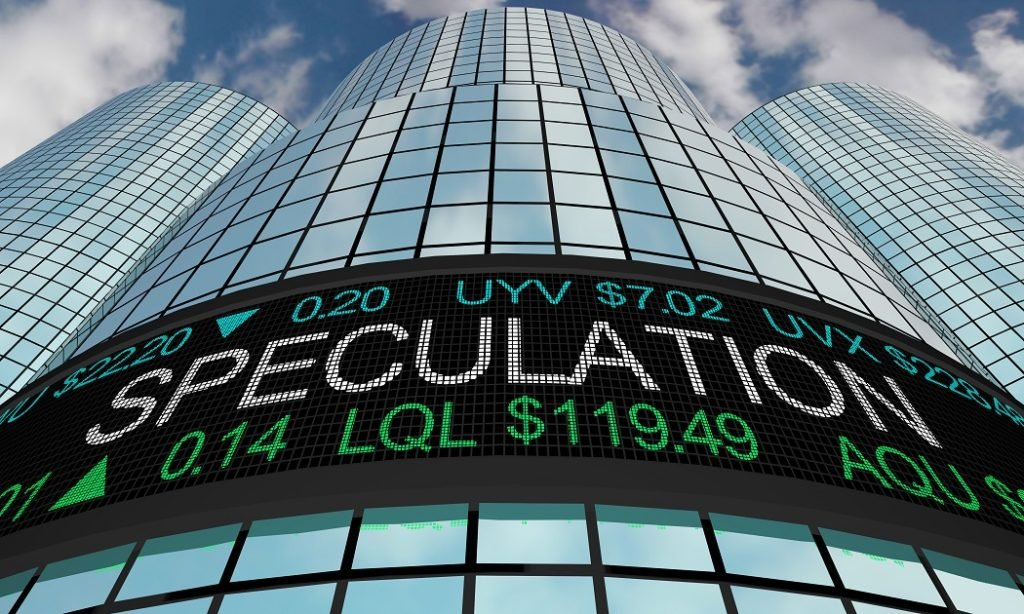 $22.20 ▼ 0.20 UYV $7.02 UVX
SPECULATION
0.14 LQL $119.49 AQU $